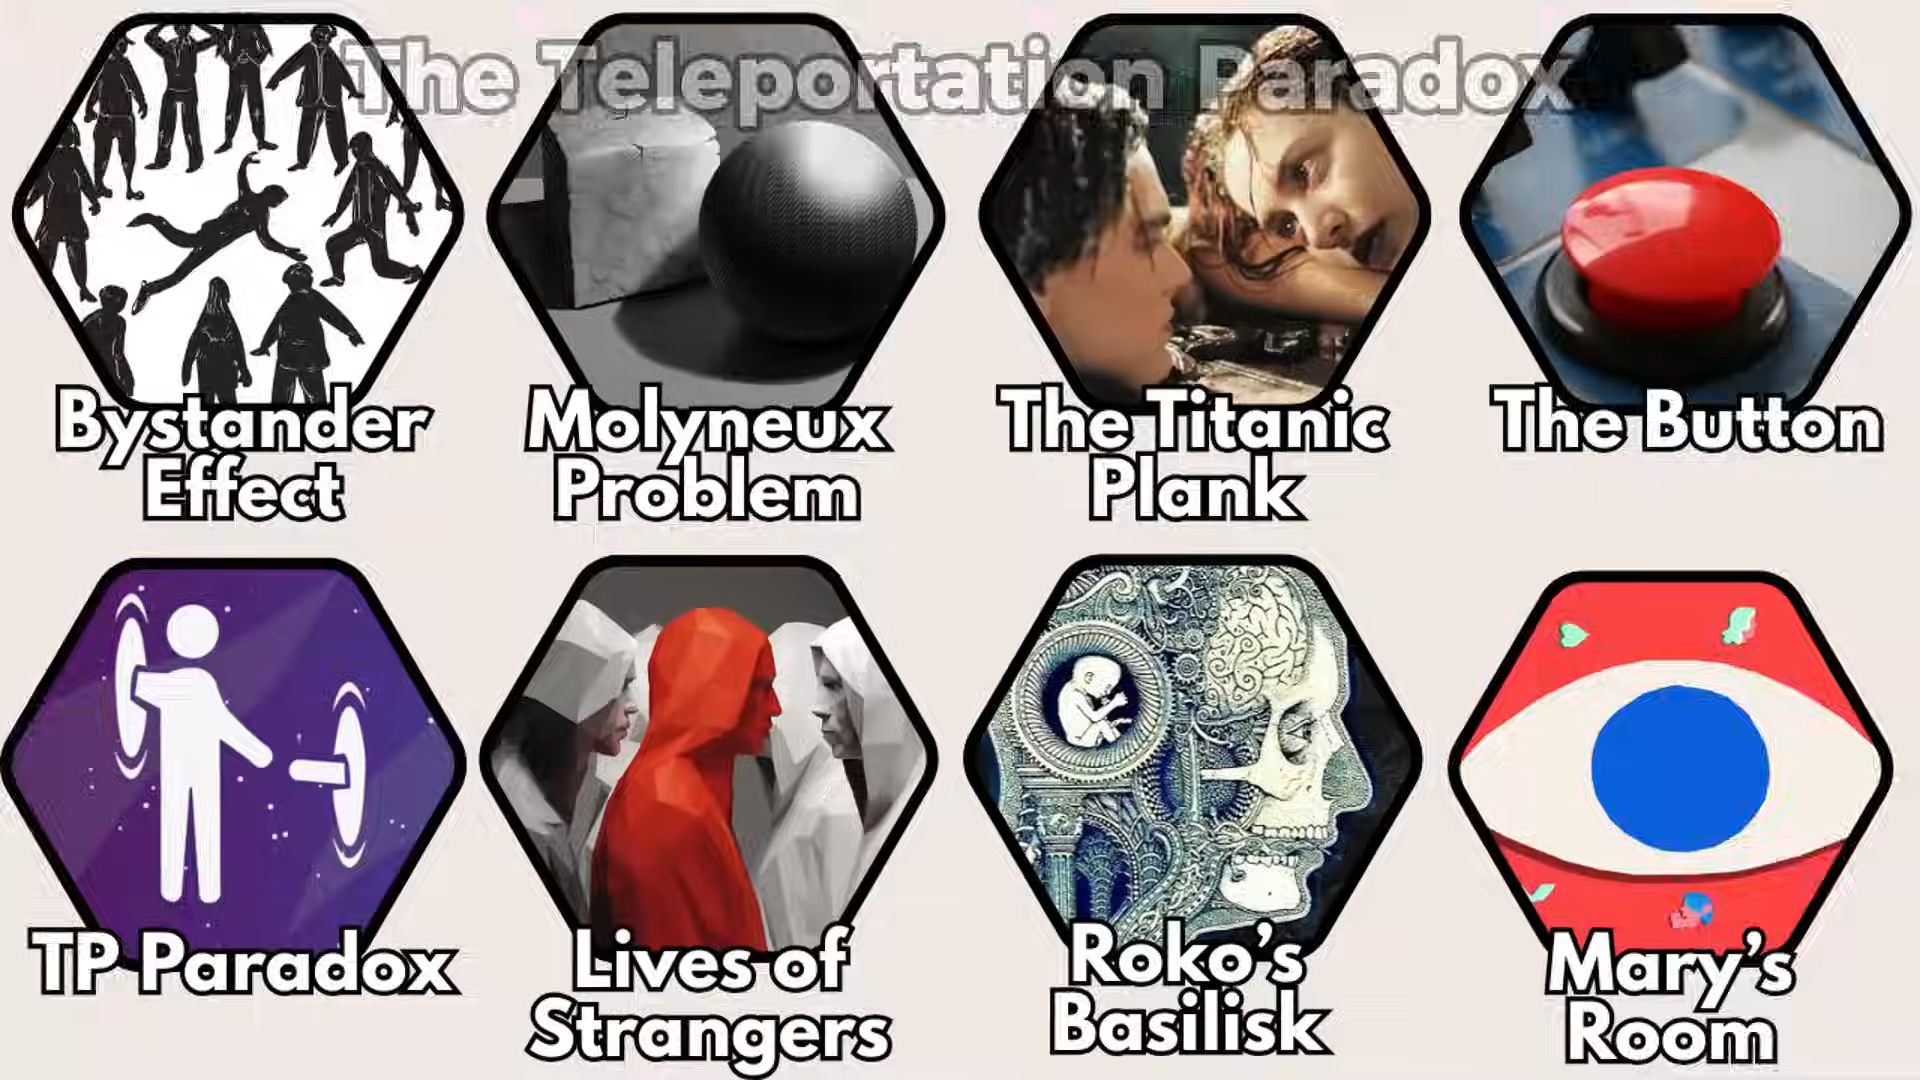 The Teleportation Paradox
Bystander
Effect
Molyneux
Problem
The Titanic
Plank
The Button
TP Paradox
Lives of
Strangers
Roko's
Basilisk
Mary's
Room